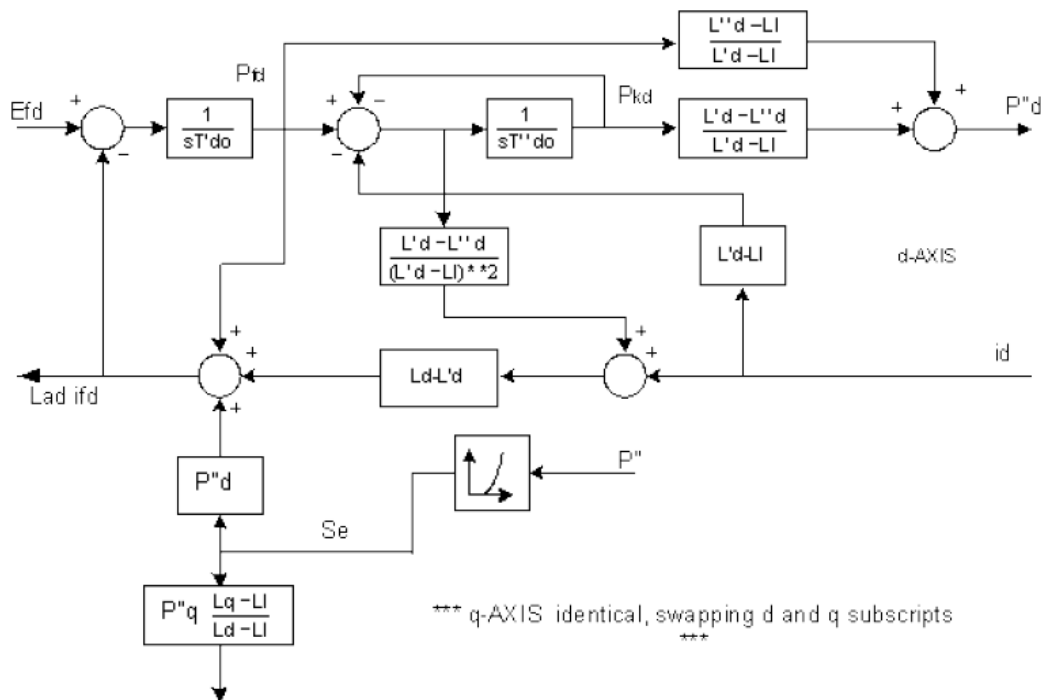 L''d -Ll
L'd -Ll
Pfd
Pkd
Efd
+
1
sT'do
+
−
1
sT''do
L'd -L''d
L'd -Ll
+
+
P''d
−
−
L'd -L''d
(L'd -Ll)**2
L'd-Ll
d-AXIS
+
+
+
+
id
Lad ifd
Ld-L'd
+
P''d
P''
Se
P''q Lq -Ll
Ld -Ll
*** q-AXIS identical, swapping d and q subscripts
***